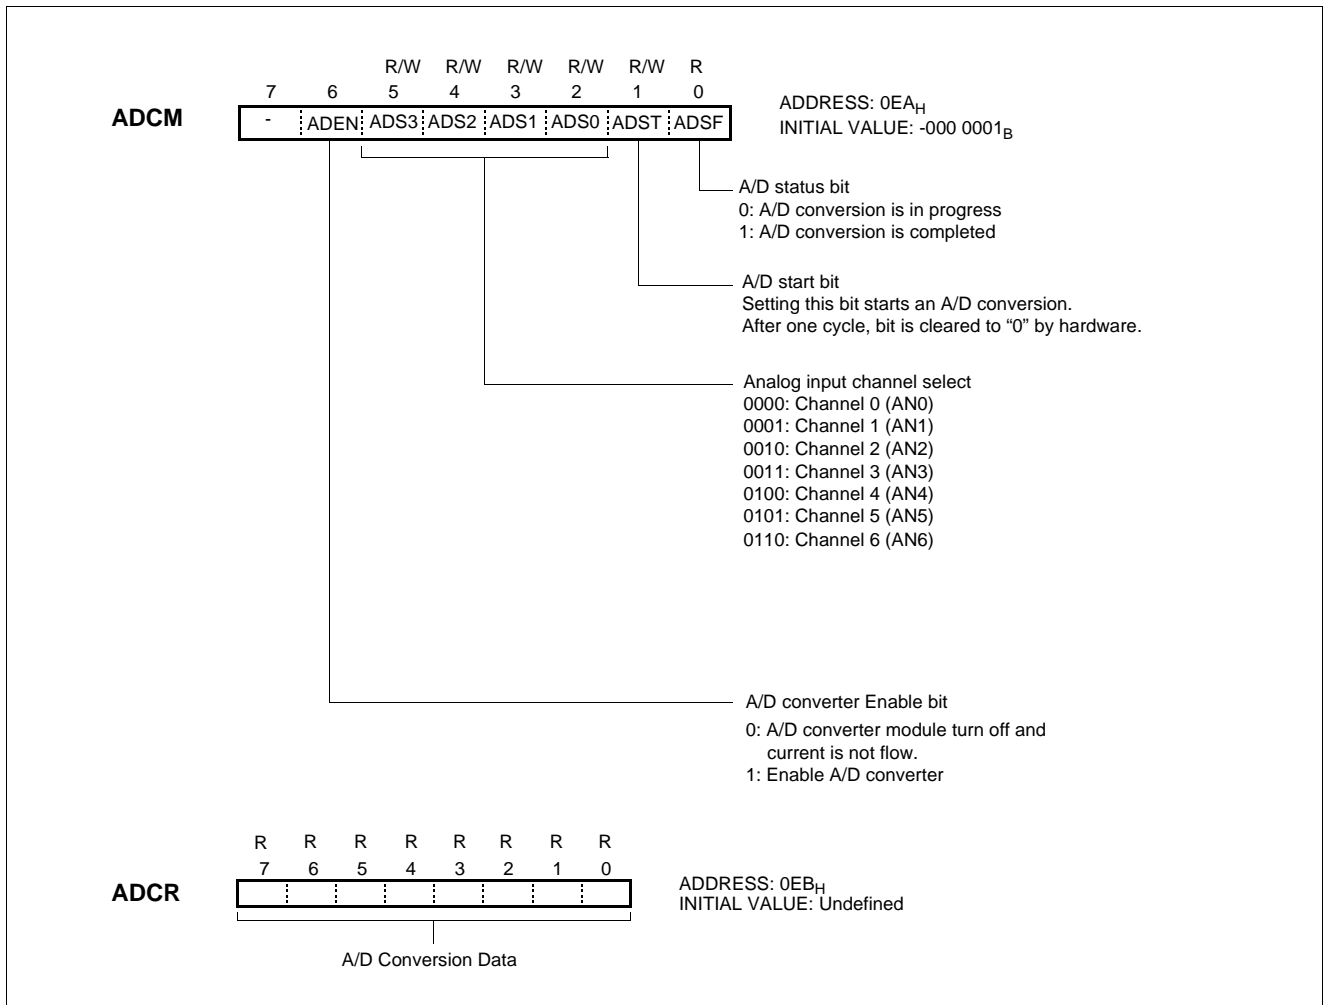 R/W R/W R/W R/W R/W R
7 6 5 4 3 2 1 0
ADCM
- ADEN ADS3 ADS2 ADS1 ADS0 ADST ADSF
ADDRESS: 0EAH
INITIAL VALUE: -000 0001B
A/D status bit
0: A/D conversion is in progress
1: A/D conversion is completed
A/D start bit
Setting this bit starts an A/D conversion.
After one cycle, bit is cleared to “0” by hardware.
Analog input channel select
0000: Channel 0 (AN0)
0001: Channel 1 (AN1)
0010: Channel 2 (AN2)
0011: Channel 3 (AN3)
0100: Channel 4 (AN4)
0101: Channel 5 (AN5)
0110: Channel 6 (AN6)
A/D converter Enable bit
0: A/D converter module turn off and
current is not flow.
1: Enable A/D converter
R R R R R R R R
7 6 5 4 3 2 1 0
ADCR
ADDRESS: 0EBH
INITIAL VALUE: Undefined
A/D Conversion Data